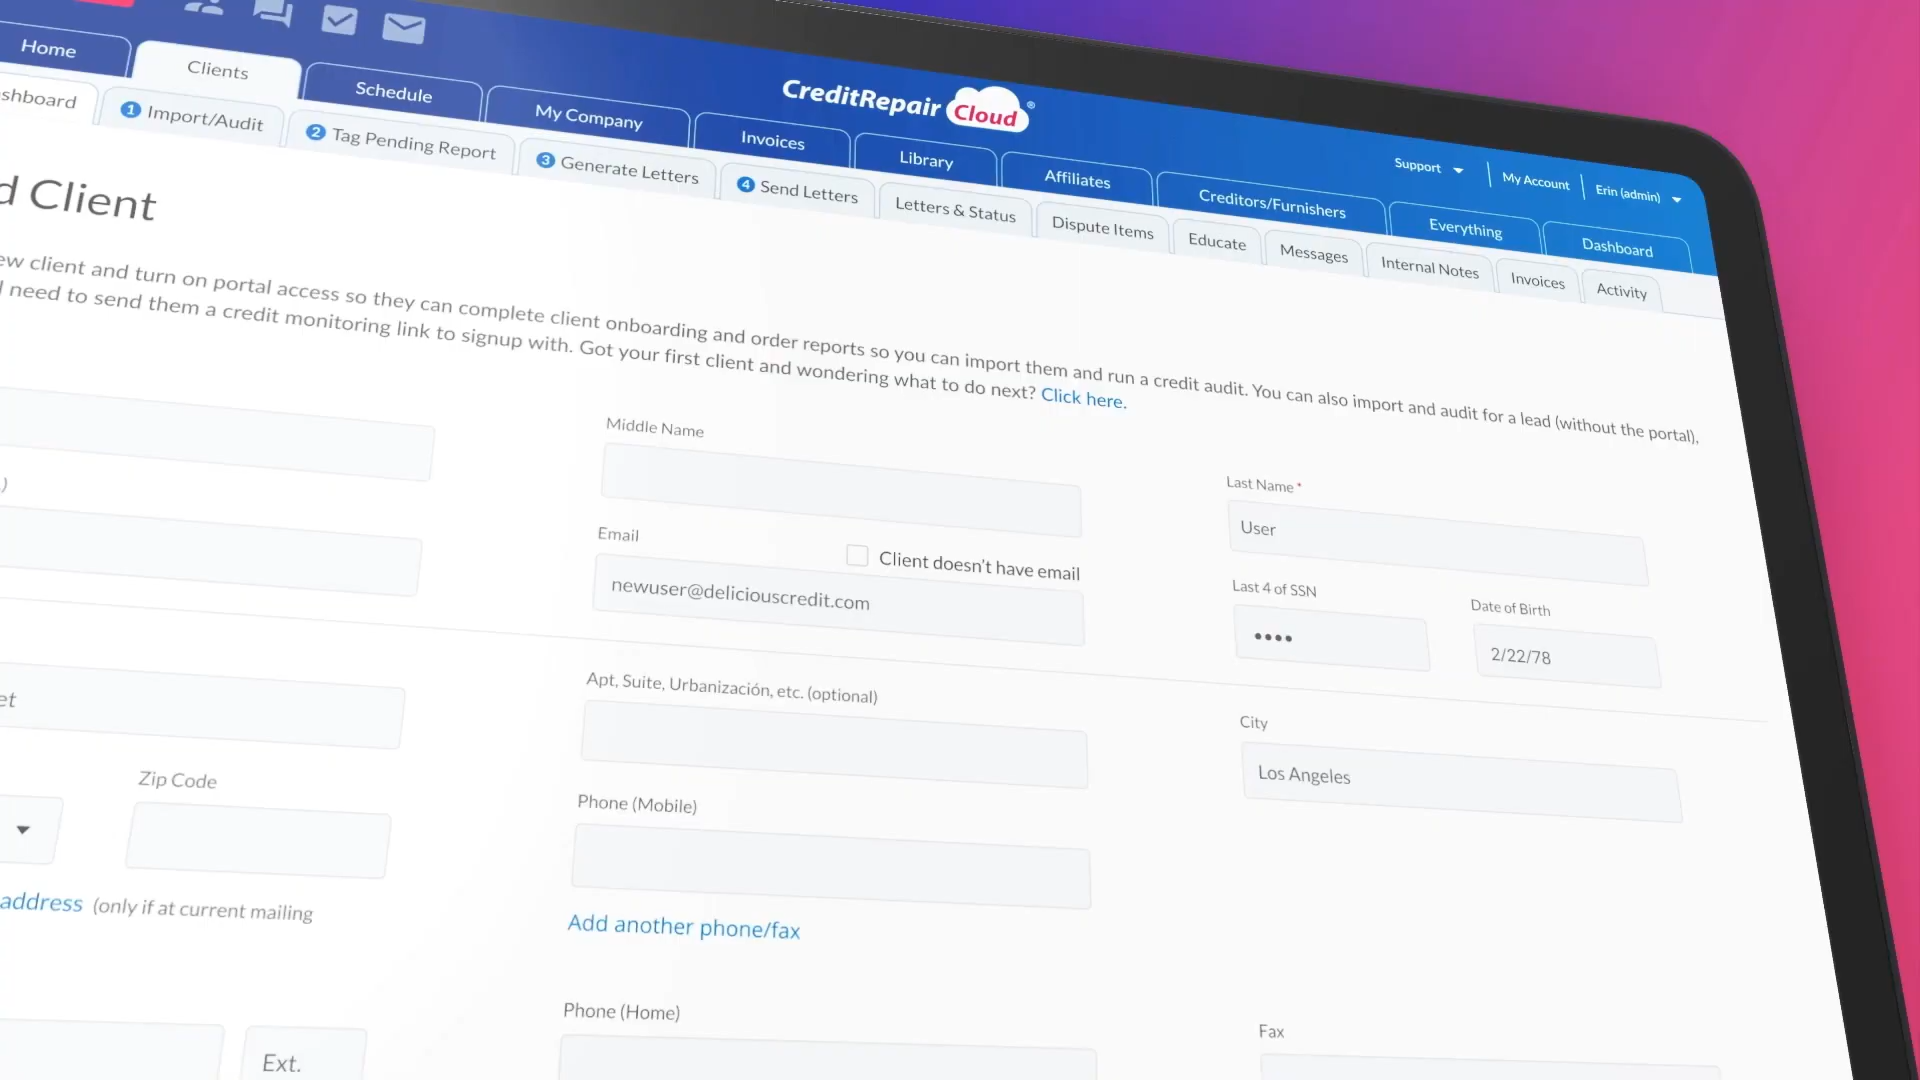 Home
Clients
Schedule
My Company
Invoices
Library
Affiliates
Creditors/Furnishers
Everything
Dashboard
CreditRepair Cloud®
Support
My Account
Erin (admin)
shboard
1 Import/Audit
2 Tag Pending Report
3 Generate Letters
4 Send Letters
Letters & Status
Dispute Items
Educate
Messages
Internal Notes
Invoices
Activity
d Client
ew client and turn on portal access so they can complete client onboarding and order reports so you can import them and run a credit audit. You can also import and audit for a lead (without the portal),
need to send them a credit monitoring link to signup with. Got your first client and wondering what to do next? Click here.
Middle Name
Last Name *
User
.)
Email
Client doesn't have email
newuser@deliciouscredit.com
Last 4 of SSN
••••
Date of Birth
2/22/78
et
Apt, Suite, Urbanización, etc. (optional)
City
Los Angeles
Zip Code
Phone (Mobile)
address (only if at current mailing
Add another phone/fax
Phone (Home)
Fax
Ext.